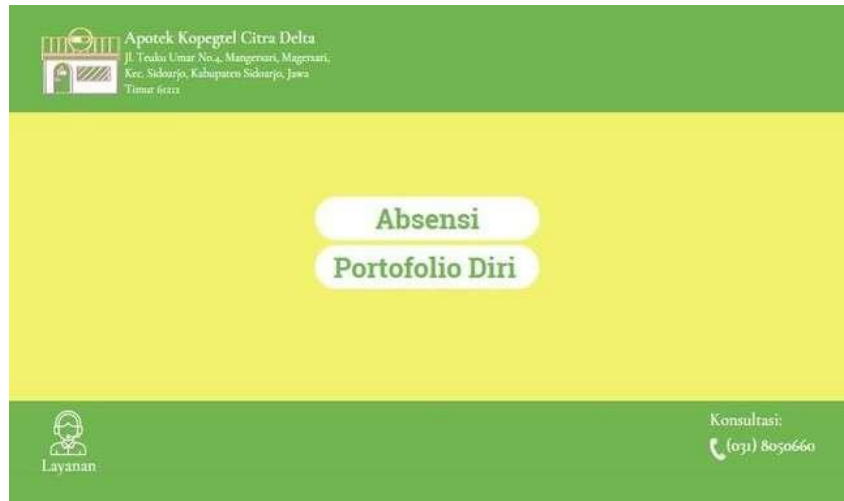 Apotek Kopegtel Citra Delta
Jl. Teuku Umar No.4, Mangersari, Magersari,
Kec. Sidoarjo, Kabupaten Sidoarjo, Jawa
Timur 61212
Absensi
Portofolio Diri
Layanan
Konsultasi:
(031) 8050660